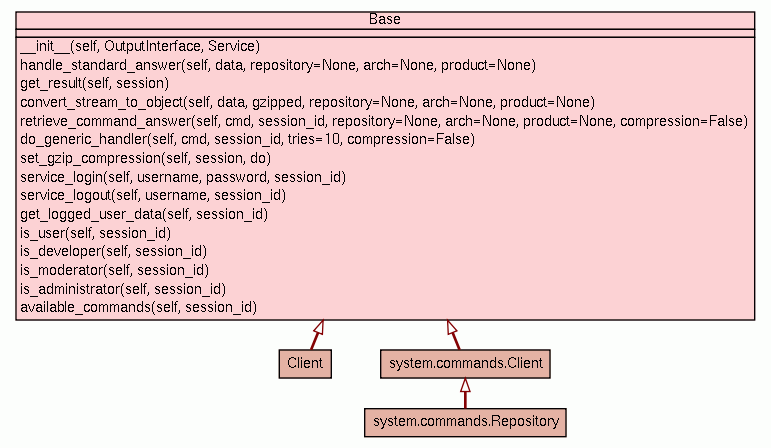 Base
__init__(self, OutputInterface, Service)
handle_standard_answer(self, data, repository=None, arch=None, product=None)
get_result(self, session)
convert_stream_to_object(self, data, gzipped, repository=None, arch=None, product=None)
retrieve_command_answer(self, cmd, session_id, repository=None, arch=None, product=None, compression=False)
do_generic_handler(self, cmd, session_id, tries=10, compression=False)
set_gzip_compression(self, session, do)
service_login(self, username, password, session_id)
service_logout(self, username, session_id)
get_logged_user_data(self, session_id)
is_user(self, session_id)
is_developer(self, session_id)
is_moderator(self, session_id)
is_administrator(self, session_id)
available_commands(self, session_id)
Client
system.commands.Client
system.commands.Repository